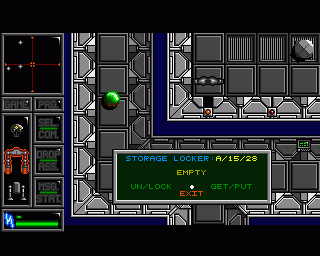 GAME PRG.
SEL. COM.
DROP ASS.
MSG. STAT.
STORAGE LOCKER:A/15/28
EMPTY
UN/LOCK GET/PUT
EXIT